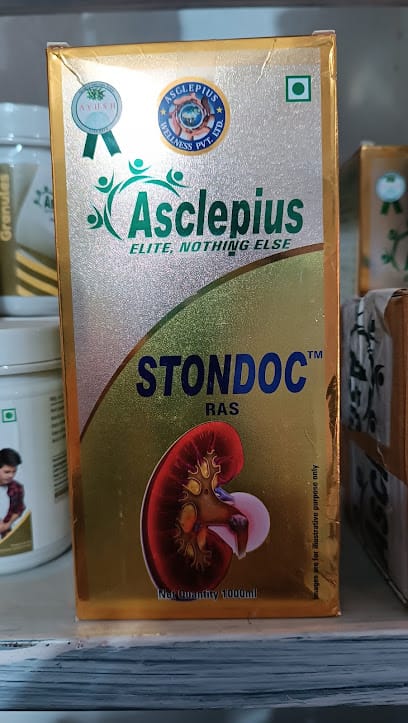 AYUSH
ASCLEPIUS
WELLNESS PVT. LTD.
Asclepius
ELITE, NOTHING ELSE
STONDOC™
RAS
Net Quantity 1000ml
Images are for illustrative purpose only
Granules